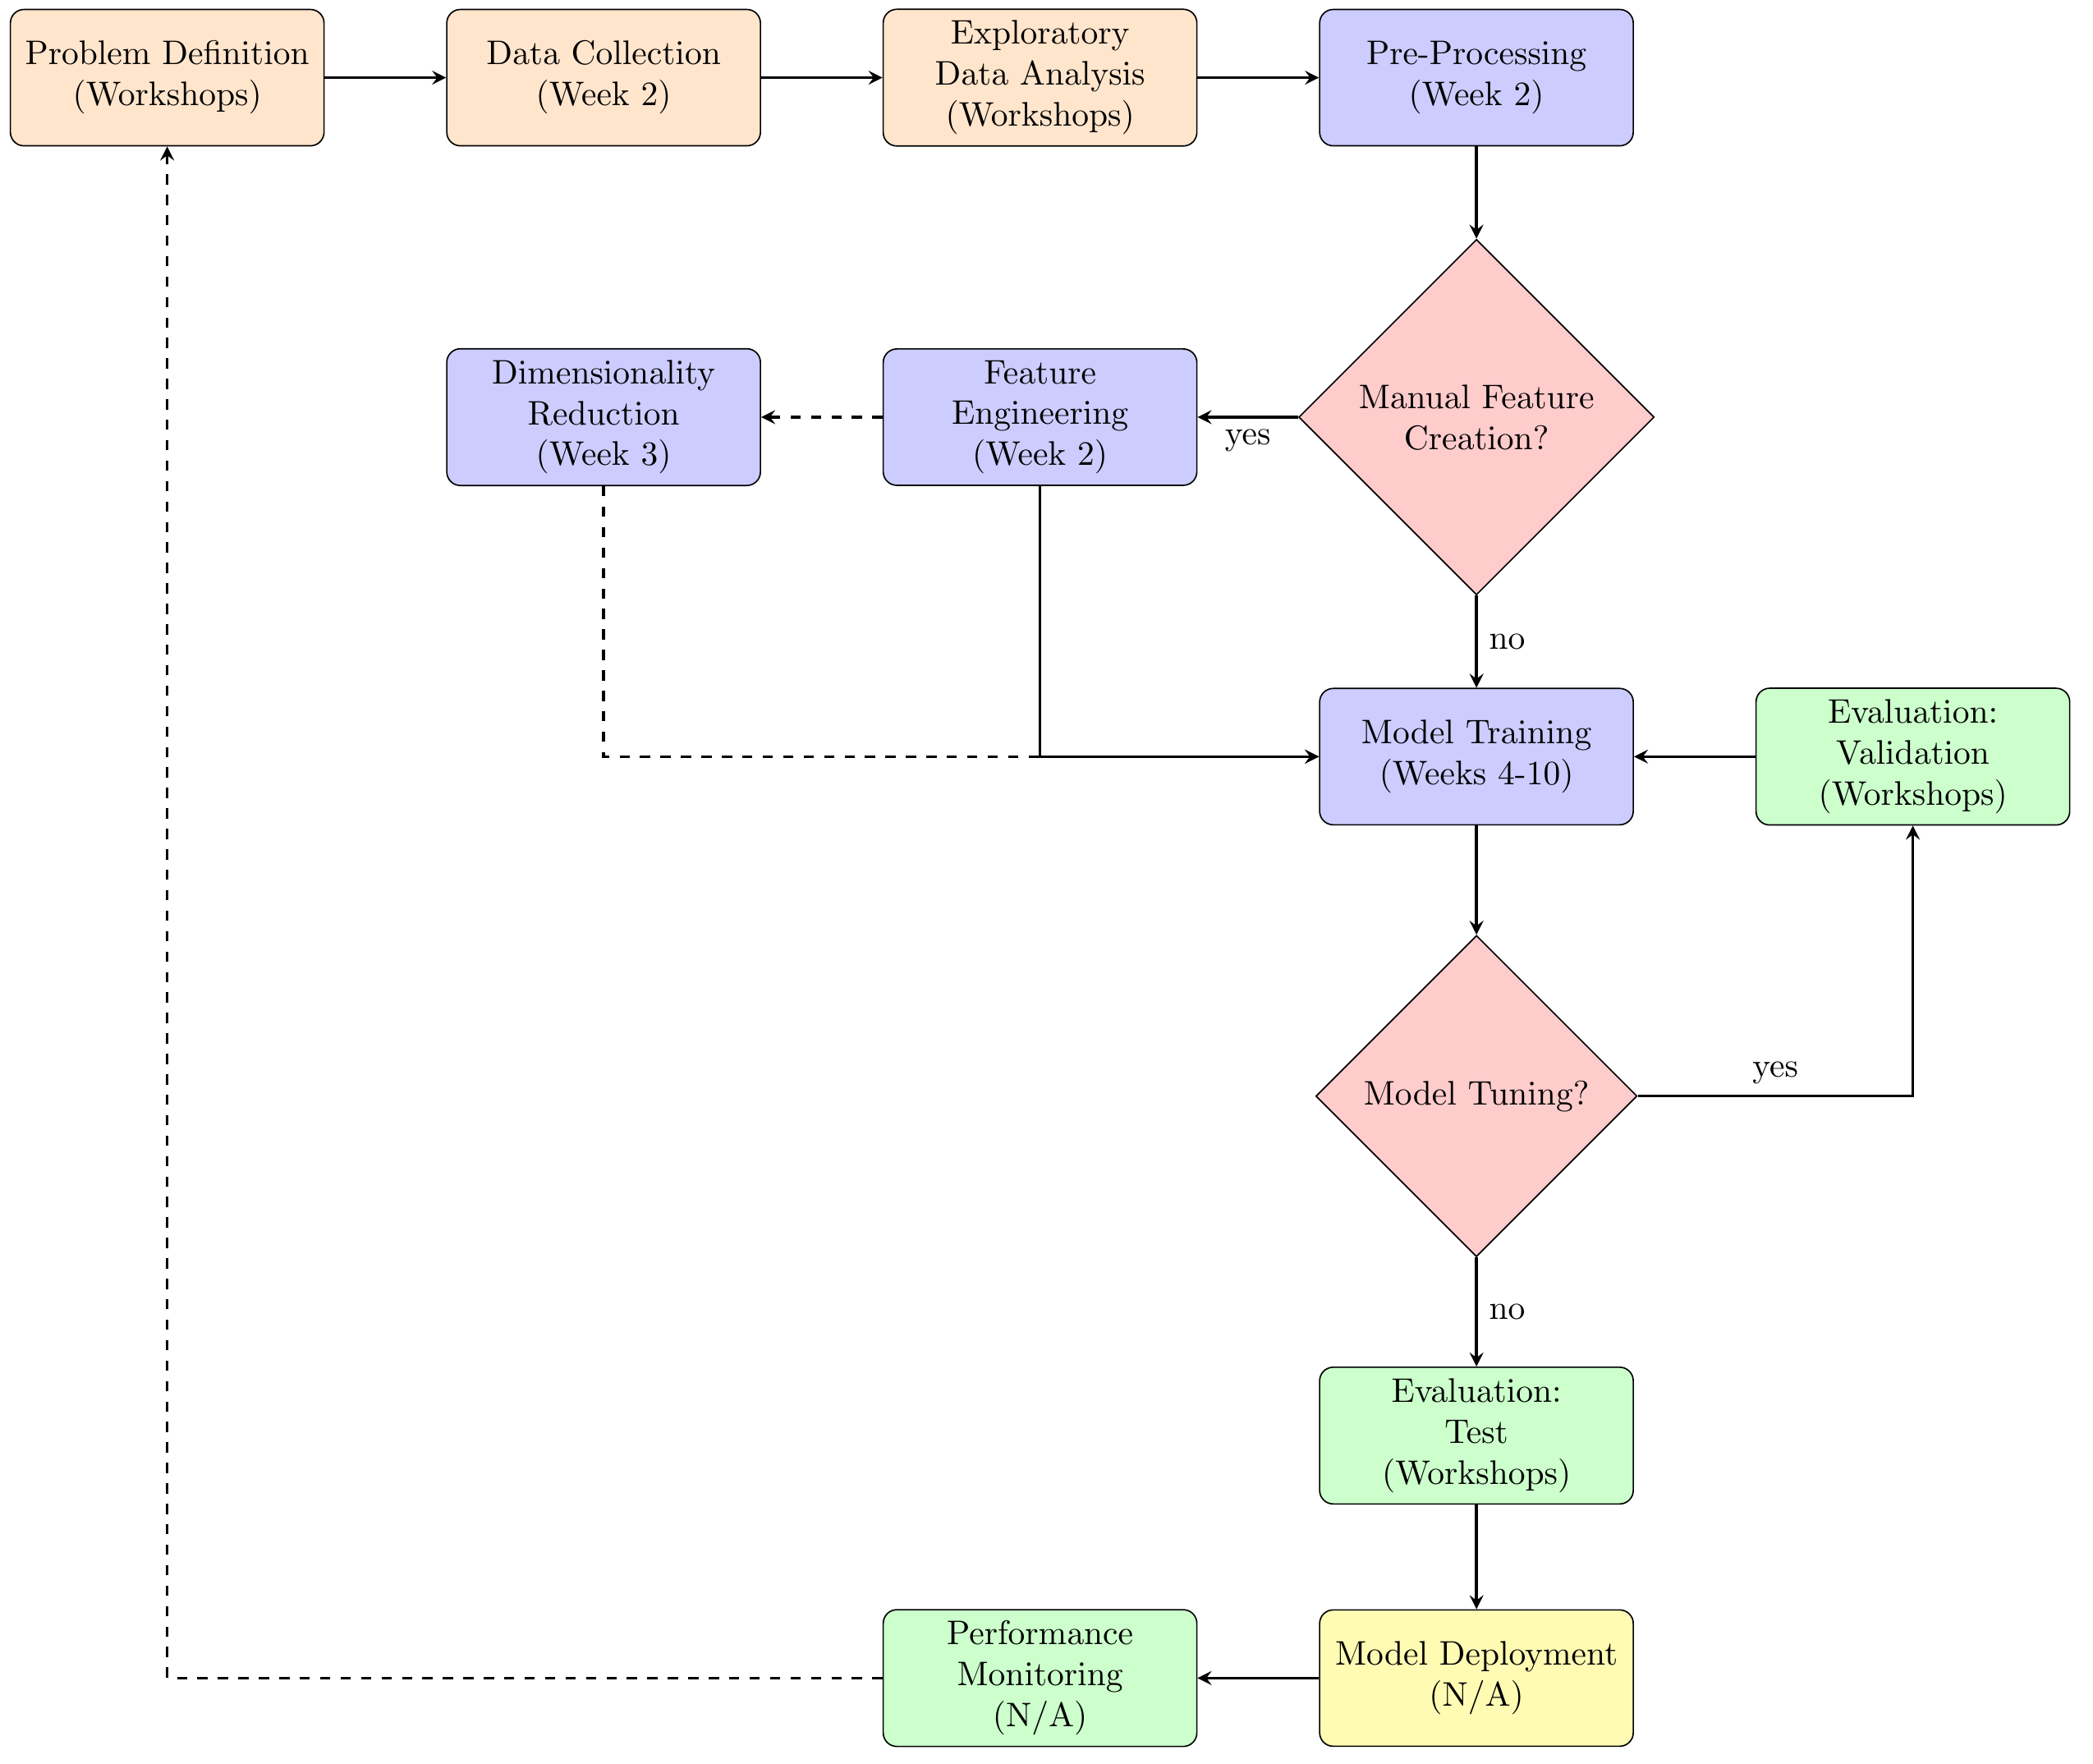 Problem Definition
(Workshops)
Data Collection
(Week 2)
Exploratory
Data Analysis
(Workshops)
Pre-Processing
(Week 2)
Dimensionality
Reduction
(Week 3)
Feature
Engineering
(Week 2)
yes
Manual Feature
Creation?
no
Model Training
(Weeks 4-10)
Evaluation:
Validation
(Workshops)
Model Tuning?
yes
no
Evaluation:
Test
(Workshops)
Performance
Monitoring
(N/A)
Model Deployment
(N/A)